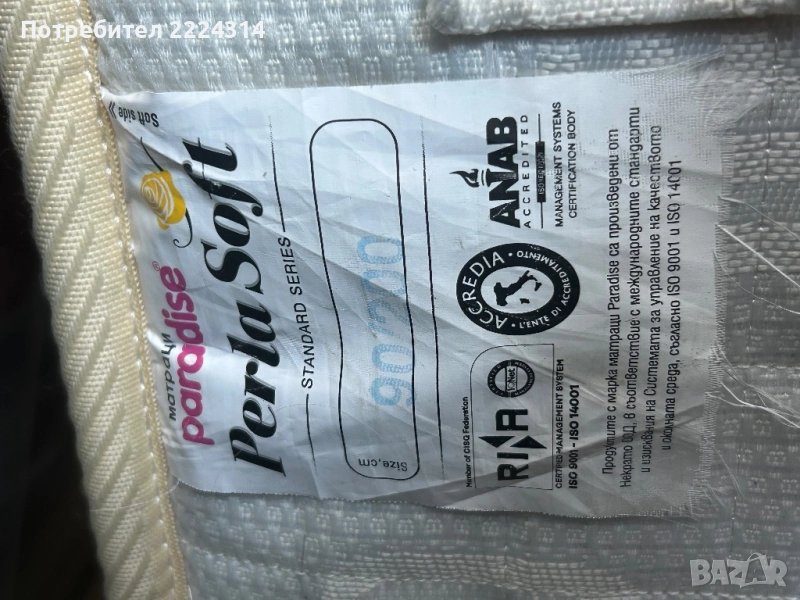 Потребител 2224314
Soft side >>
матраци
paradise®
Perla Soft
STANDARD SERIES
Size, cm
90/200
Member of CISQ Federation
RINA
CERTIFIED MANAGEMENT SYSTEM
ISO 9001 - ISO 14001
ACCREDIA
L'ENTE DI ACCREDITAMENTO
ANAB
ACCREDITED
MANAGEMENT SYSTEMS
CERTIFICATION BODY
Продуктите с марка матраци Paradise са произведени от
Некрато ООД, в съответствие с международните стандарти
и изисквания на Системата за управление на качеството
и околната среда, съгласно ISO 9001 и ISO 14001
BAZAR